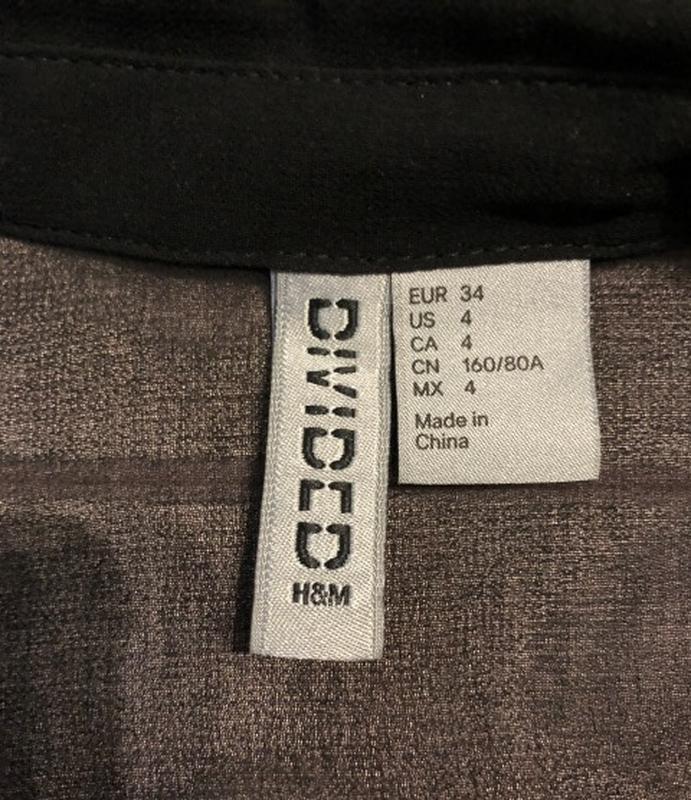 DIVIDED
H&M
EUR 34
US 4
CA 4
CN 160/80A
MX 4
Made in
China